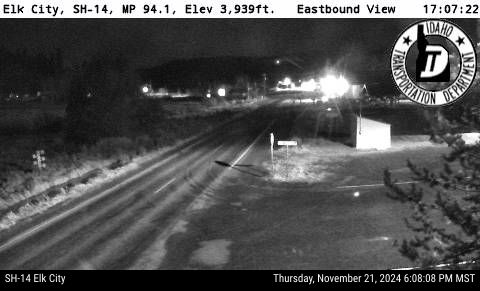 Elk City, SH-14, MP 94.1, Elev 3,939ft.   Eastbound View    17:07:22
IDAHO
TRANSPORTATION DEPARTMENT
SH-14 Elk City
Thursday, November 21, 2024 6:08:08 PM MST